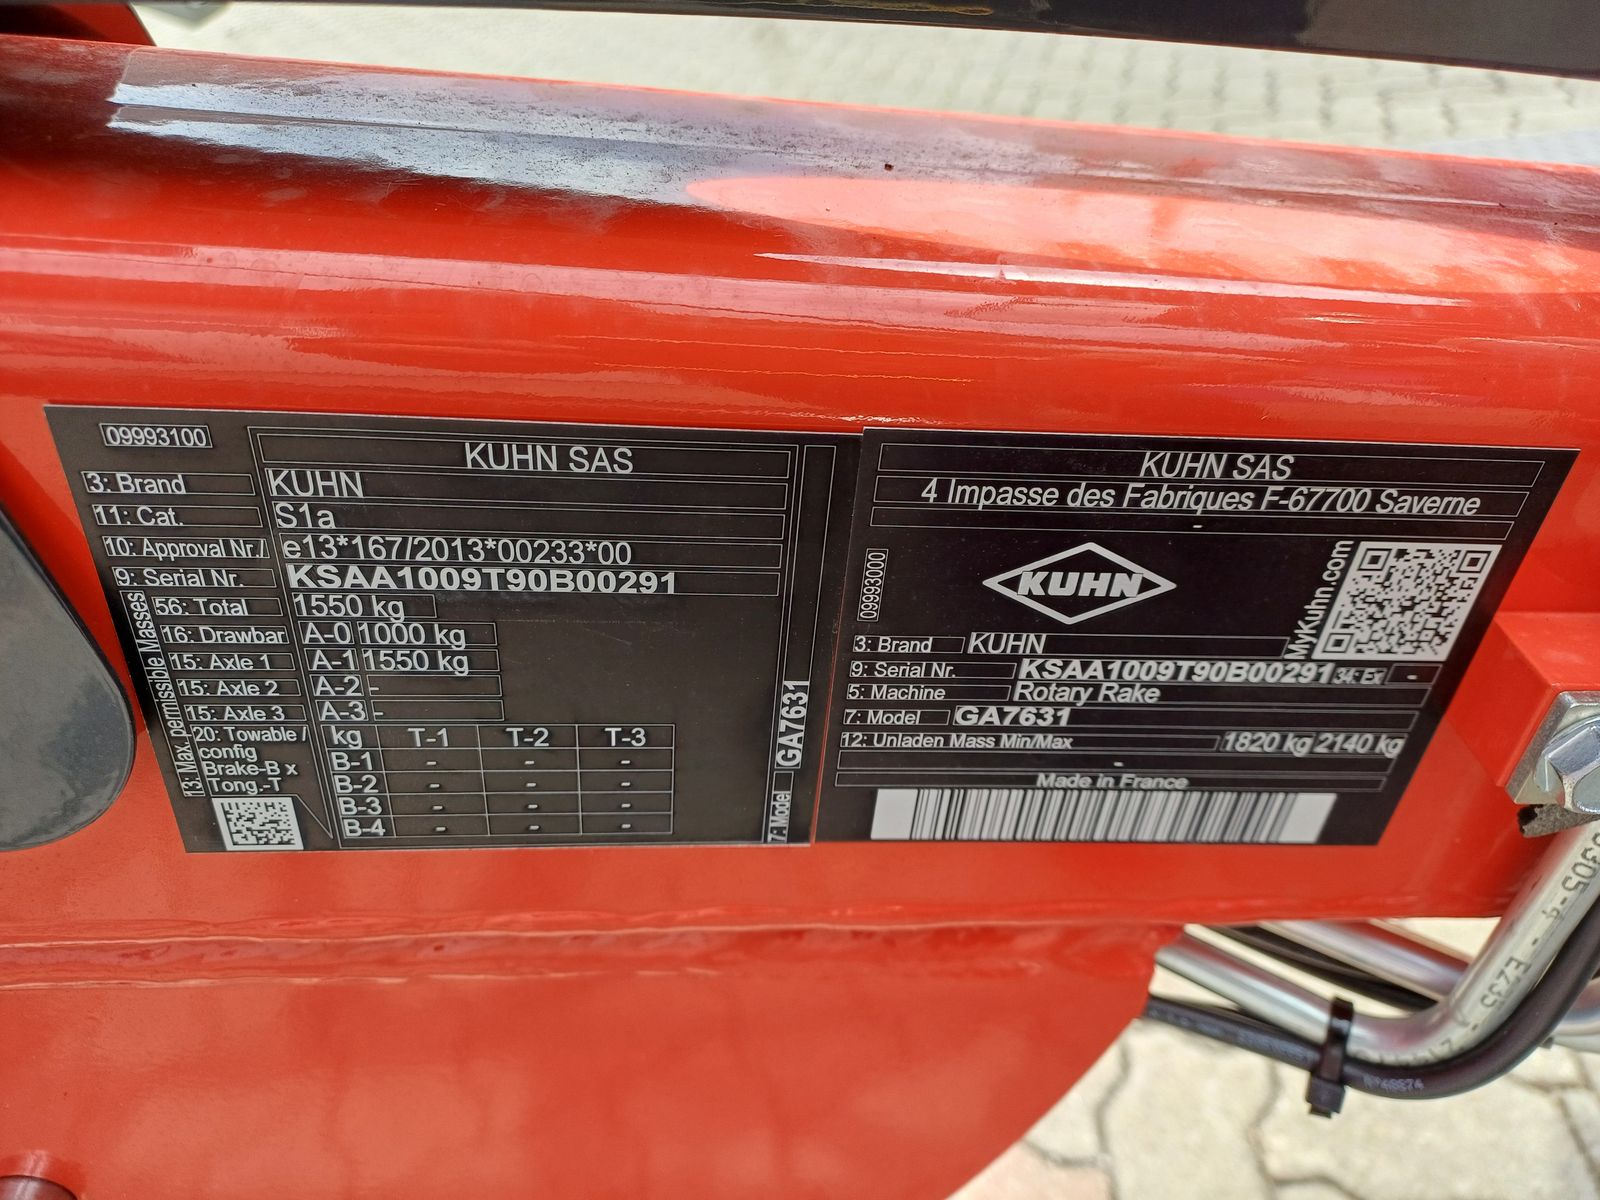 09993100
KUHN SAS
3: Brand KUHN
11: Cat. S1a
10: Approval Nr./ e13*167/2013*00233*00
9: Serial Nr. KSAA1009T90B00291
13: Max. permissible Masses
56: Total 1550 kg
16: Drawbar A-0 1000 kg
15: Axle 1 A-1 1550 kg
15: Axle 2 A-2 -
15: Axle 3 A-3 -
20: Towable /
config
Brake-B x
Tong.-T
kg T-1 T-2 T-3
B-1 - - -
B-2 - - -
B-3 - - -
B-4 - - -
7: Model GA7631
KUHN SAS
4 Impasse des Fabriques F-67700 Saverne
-
09993000
KUHN
MyKuhn.com
3: Brand KUHN
9: Serial Nr. KSAA1009T90B00291 34: Ex -
5: Machine Rotary Rake
7: Model GA7631
12: Unladen Mass Min/Max 1820 kg 2140 kg
-
Made in France